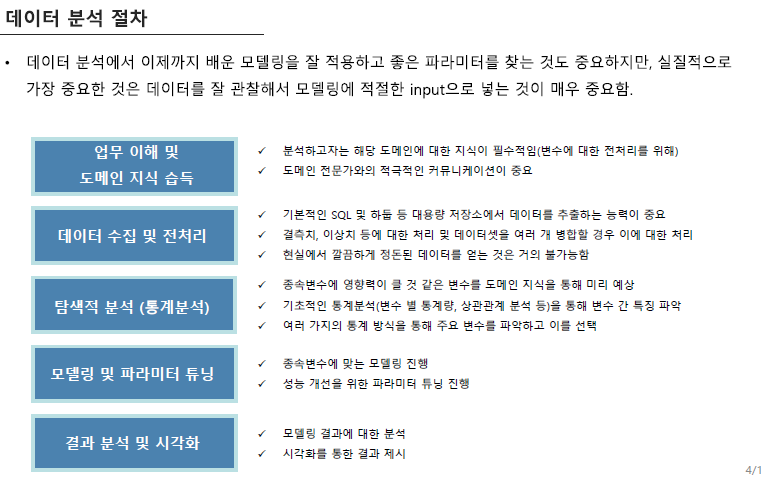 데이터 분석 절차
• 데이터 분석에서 이제까지 배운 모델링을 잘 적용하고 좋은 파라미터를 찾는 것도 중요하지만, 실질적으로
가장 중요한 것은 데이터를 잘 관찰해서 모델링에 적절한 input으로 넣는 것이 매우 중요함.
업무 이해 및
도메인 지식 습득
✓ 분석하고자는 해당 도메인에 대한 지식이 필수적임(변수에 대한 전처리를 위해)
✓ 도메인 전문가와의 적극적인 커뮤니케이션이 중요
데이터 수집 및 전처리
✓ 기본적인 SQL 및 하둡 등 대용량 저장소에서 데이터를 추출하는 능력이 중요
✓ 결측치, 이상치 등에 대한 처리 및 데이터셋을 여러 개 병합할 경우 이에 대한 처리
✓ 현실에서 깔끔하게 정돈된 데이터를 얻는 것은 거의 불가능함
탐색적 분석 (통계분석)
✓ 종속변수에 영향력이 클 것 같은 변수를 도메인 지식을 통해 미리 예상
✓ 기초적인 통계분석(변수 별 통계량, 상관관계 분석 등)을 통해 변수 간 특징 파악
✓ 여러 가지의 통계 방식을 통해 주요 변수를 파악하고 이를 선택
모델링 및 파라미터 튜닝
✓ 종속변수에 맞는 모델링 진행
✓ 성능 개선을 위한 파라미터 튜닝 진행
결과 분석 및 시각화
✓ 모델링 결과에 대한 분석
✓ 시각화를 통한 결과 제시
4/1